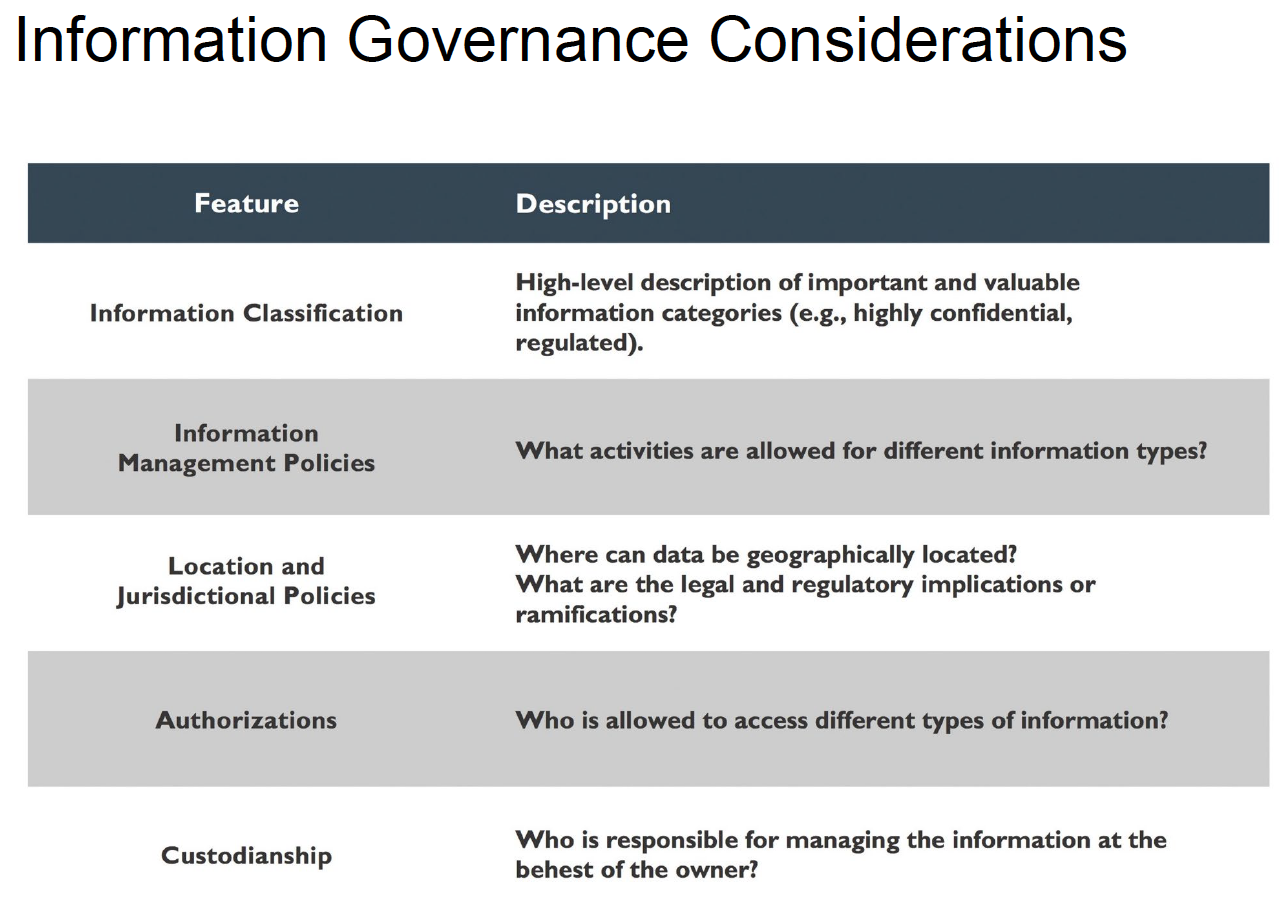 Information Governance Considerations
Feature
Description
Information Classification
High-level description of important and valuable
information categories (e.g., highly confidential,
regulated).
Information
Management Policies
What activities are allowed for different information types?
Location and
Jurisdictional Policies
Where can data be geographically located?
What are the legal and regulatory implications or
ramifications?
Authorizations
Who is allowed to access different types of information?
Custodianship
Who is responsible for managing the information at the
behest of the owner?